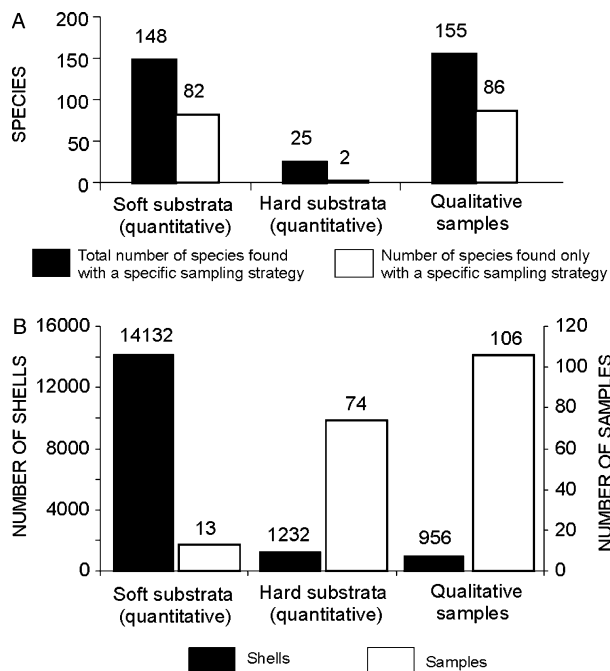 A
SPECIES
200
150
100
50
0
148
82
25
2
155
86
Soft substrata
(quantitative)
Hard substrata
(quantitative)
Qualitative
samples
Total number of species found
with a specific sampling strategy
Number of species found only
with a specific sampling strategy
B
NUMBER OF SHELLS
16000
12000
8000
4000
0
14132
13
1232
74
956
106
120
100
80
60
40
20
0
NUMBER OF SAMPLES
Soft substrata
(quantitative)
Hard substrata
(quantitative)
Qualitative
samples
Shells
Samples